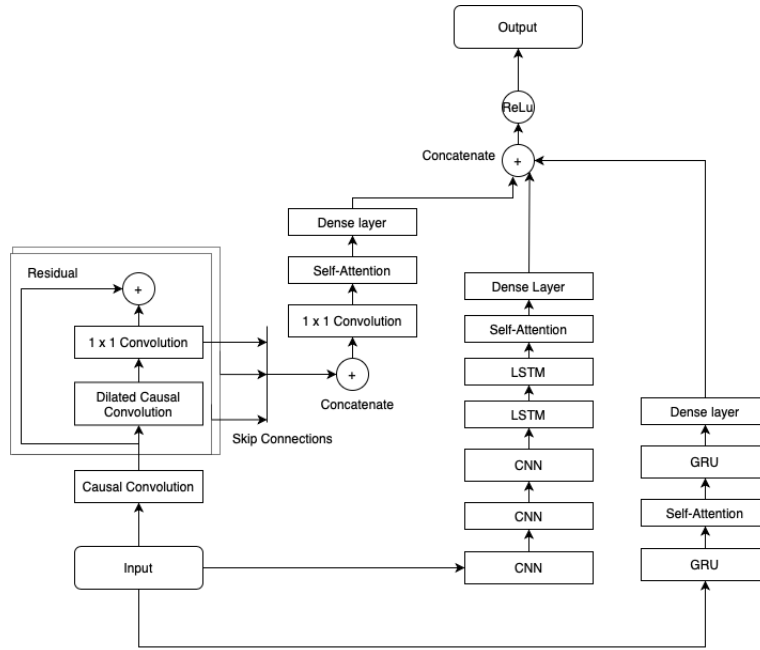 Output
ReLu
Concatenate
+
Dense layer
Self-Attention
1 x 1 Convolution
+
Concatenate
Residual
+
1 x 1 Convolution
Dilated Causal
Convolution
Skip Connections
Causal Convolution
Input
Dense Layer
Self-Attention
LSTM
LSTM
CNN
CNN
CNN
Dense layer
GRU
Self-Attention
GRU